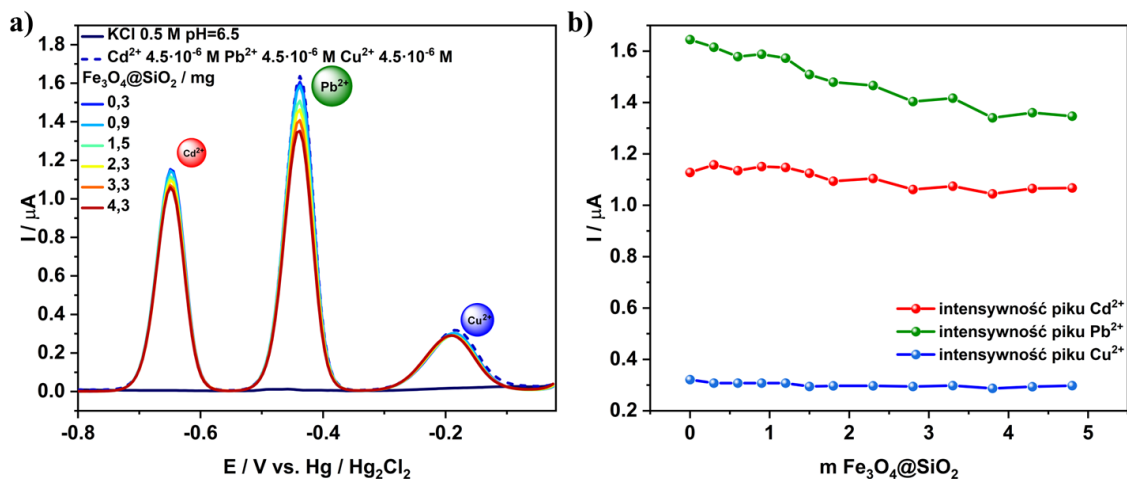 a)
KCl 0.5 M pH=6.5
Cd²⁺ 4.5·10⁻⁶ M Pb²⁺ 4.5·10⁻⁶ M Cu²⁺ 4.5·10⁻⁶ M
Fe₃O₄@SiO₂ / mg
0,3
0,9
1,5
2,3
3,3
4,3
Cd²⁺
Pb²⁺
Cu²⁺
I / µA
1.8
1.6
1.4
1.2
1.0
0.8
0.6
0.4
0.2
0.0
-0.8
-0.6
-0.4
-0.2
E / V vs. Hg / Hg₂Cl₂
b)
I / µA
1.6
1.4
1.2
1.0
0.8
0.6
0.4
0.2
intensywność piku Cd²⁺
intensywność piku Pb²⁺
intensywność piku Cu²⁺
0
1
2
3
4
5
m Fe₃O₄@SiO₂